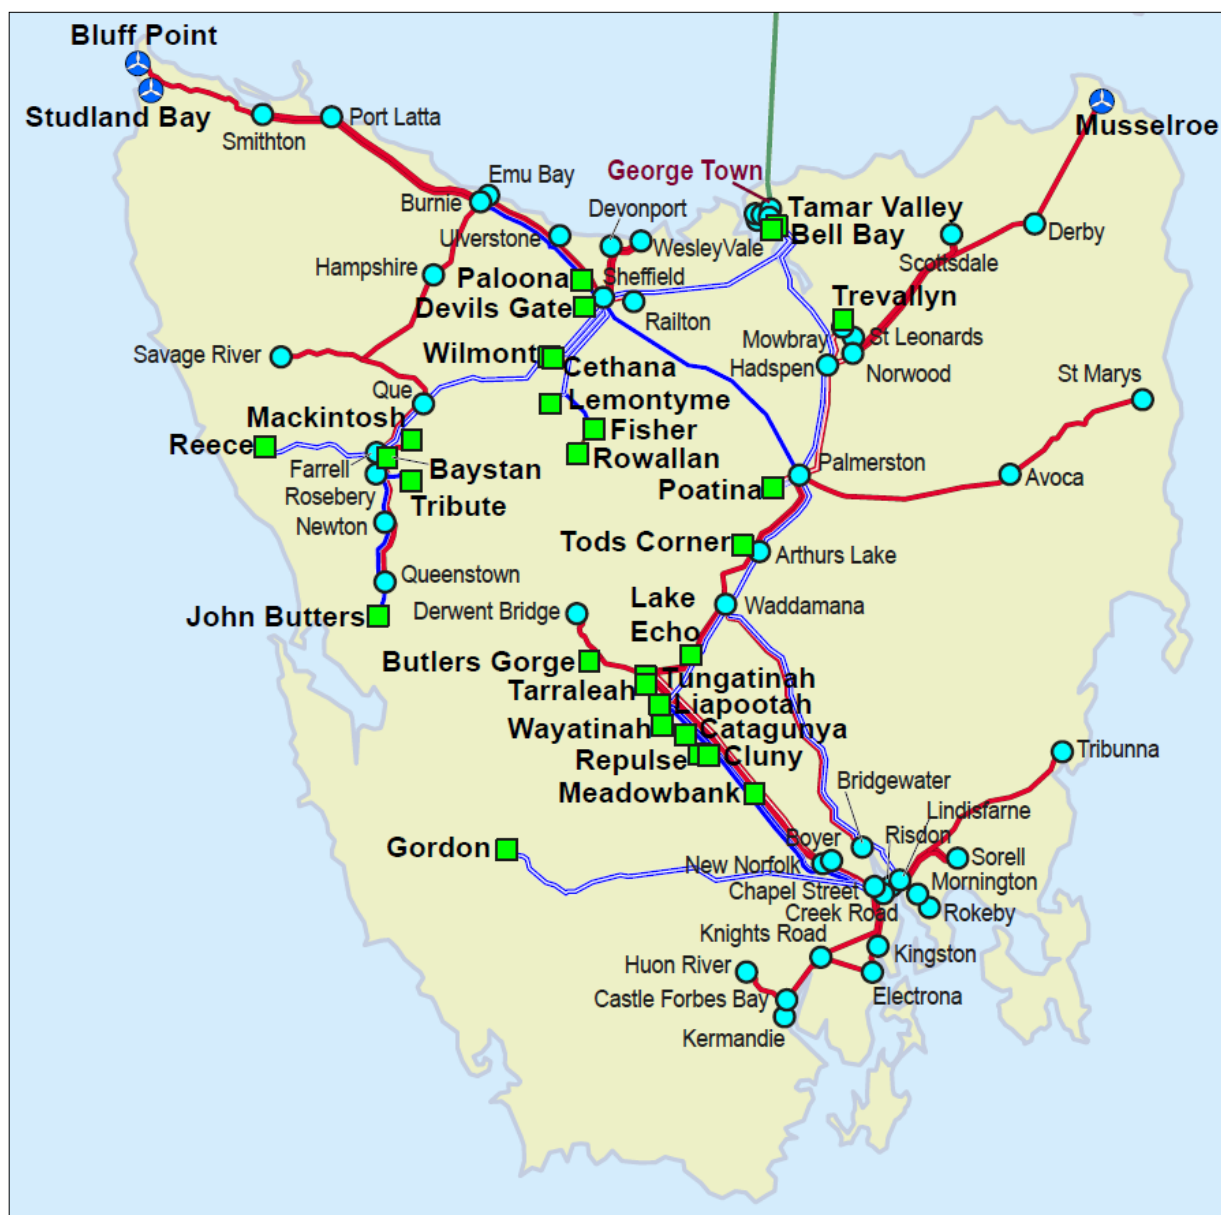 Bluff Point
Studland Bay
Smithton
Port Latta
Musselroe
George Town
Emu Bay
Burnie
Devonport
Tamar Valley
Bell Bay
Ulverstone
WesleyVale
Derby
Scottsdale
Hampshire
Paloona
Sheffield
Devils Gate
Railton
Trevallyn
Mowbray
St Leonards
Savage River
Wilmont
Cethana
Hadspen
Norwood
St Marys
Que
Lemontyme
Mackintosh
Fisher
Reece
Farrell
Baystan
Rowallan
Palmerston
Rosebery
Tribute
Poatina
Avoca
Newton
Tods Corner
Arthurs Lake
Queenstown
John Butters
Derwent Bridge
Lake
Echo
Waddamana
Butlers Gorge
Tungatinah
Tarraleah
Liapootah
Wayatinah
Catagunya
Repulse
Cluny
Tribunna
Meadowbank
Bridgewater
Lindisfarne
Gordon
Boyer
Risdon
New Norfolk
Sorell
Chapel Street
Mornington
Creek Road
Rokeby
Knights Road
Kingston
Huon River
Castle Forbes Bay
Electrona
Kermandie